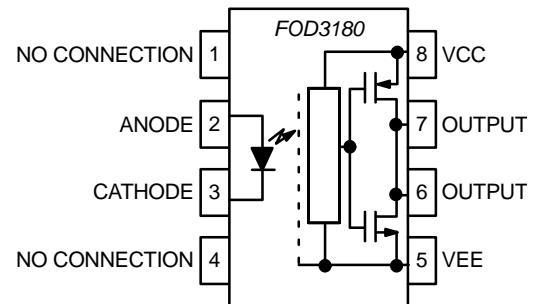 FOD3180
NO CONNECTION 1
8 VCC
ANODE 2
7 OUTPUT
CATHODE 3
6 OUTPUT
NO CONNECTION 4
5 VEE